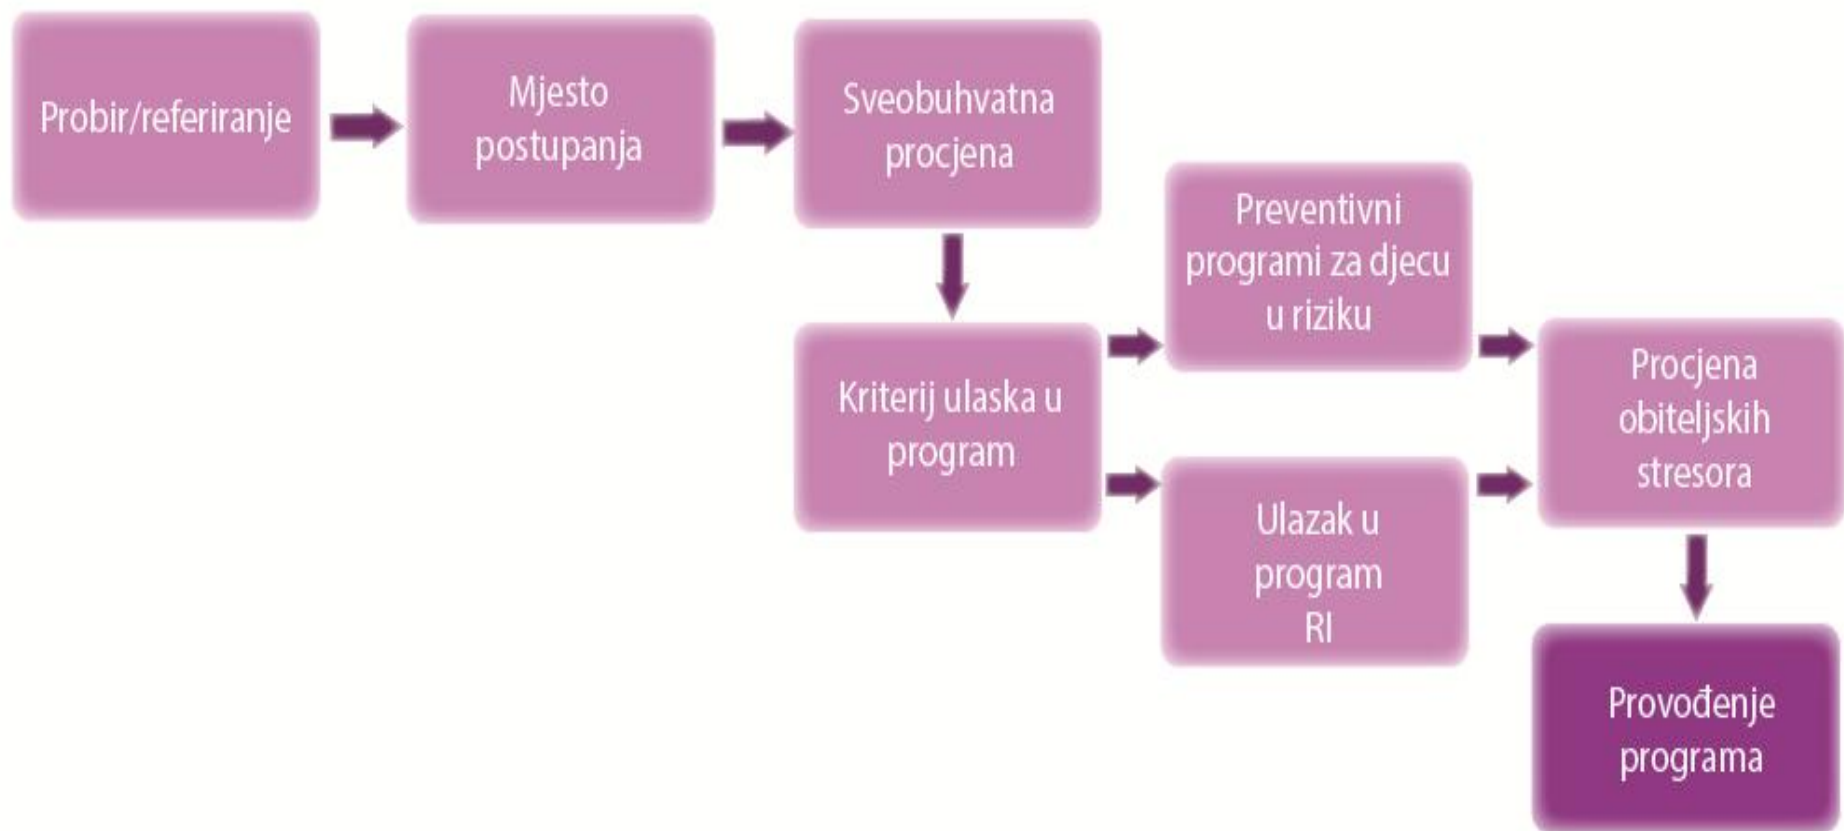 Probir/referiranje
Mjesto
postupanja
Sveobuhvatna
procjena
Preventivni
programi za djecu
u riziku
Kriterij ulaska u
program
Ulazak u
program
RI
Procjena
obiteljskih
stresora
Provođenje
programa